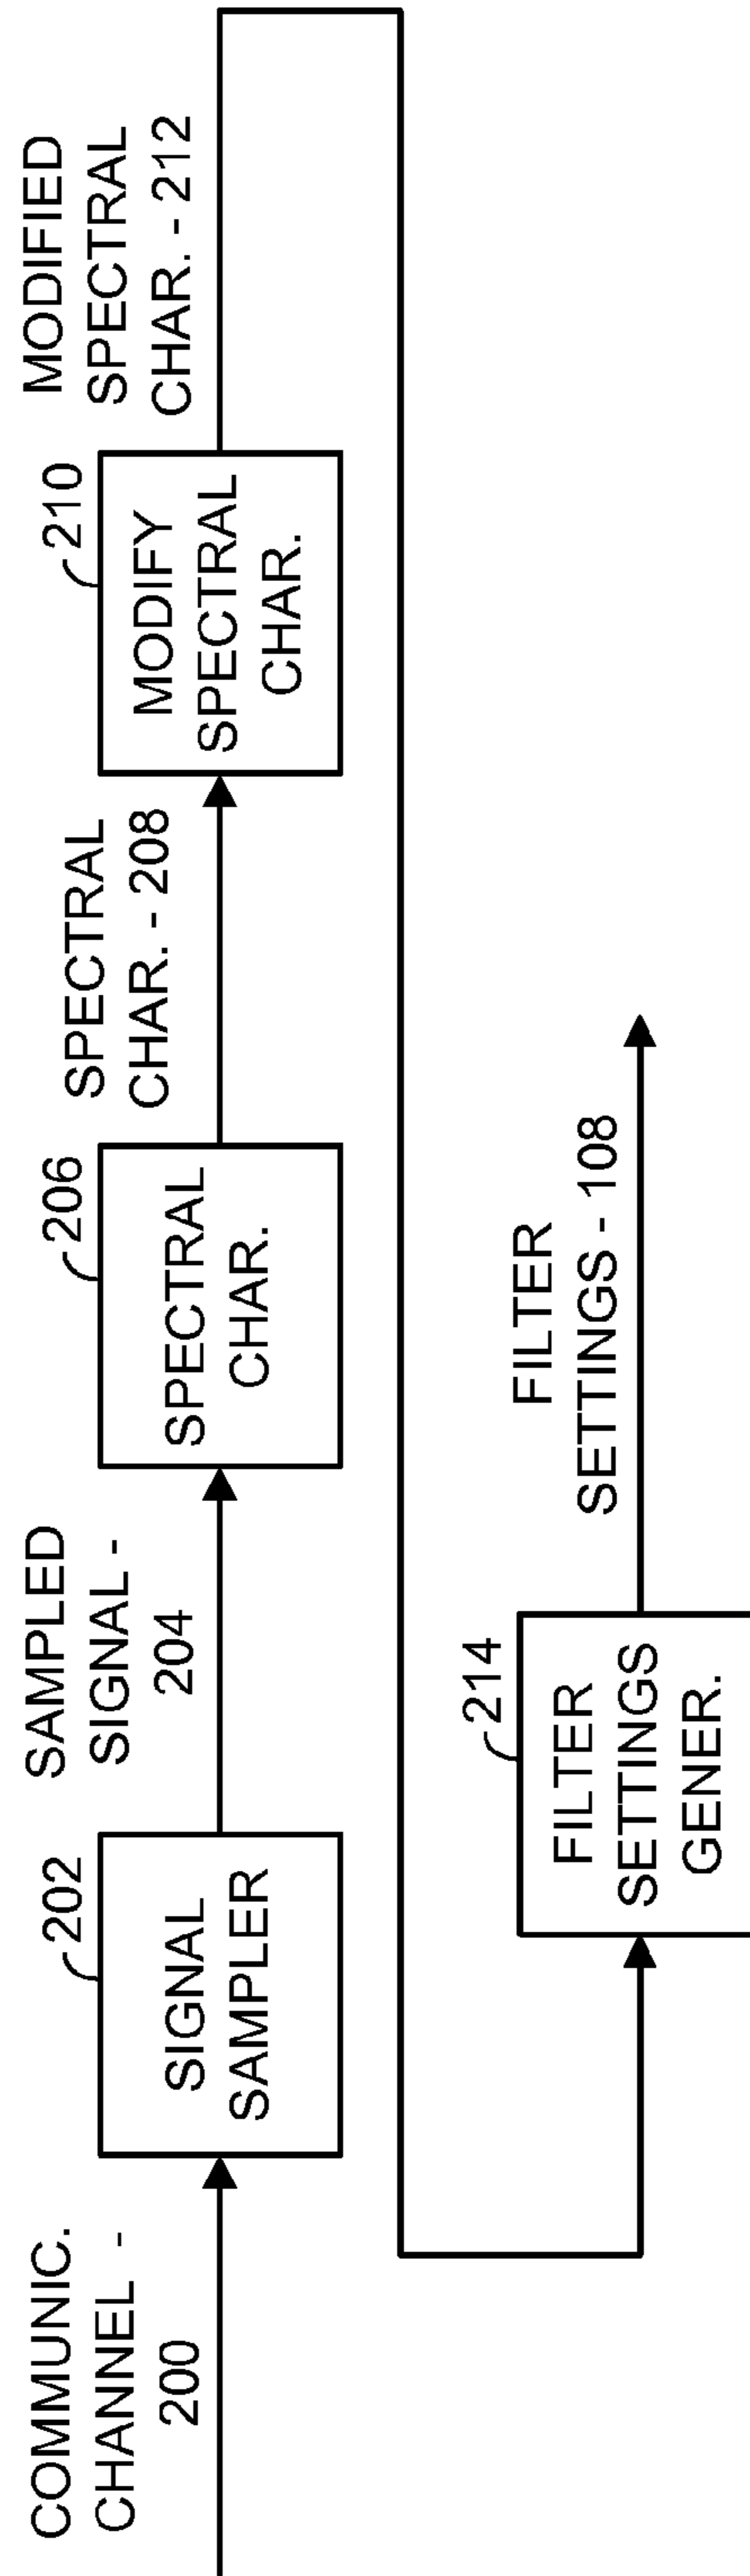 COMMUNIC.
CHANNEL -
200
202
SIGNAL
SAMPLER
SAMPLED
SIGNAL -
204
206
SPECTRAL
CHAR.
SPECTRAL
CHAR. - 208
210
MODIFY
SPECTRAL
CHAR.
MODIFIED
SPECTRAL
CHAR. - 212
214
FILTER
SETTINGS
GENER.
FILTER
SETTINGS - 108